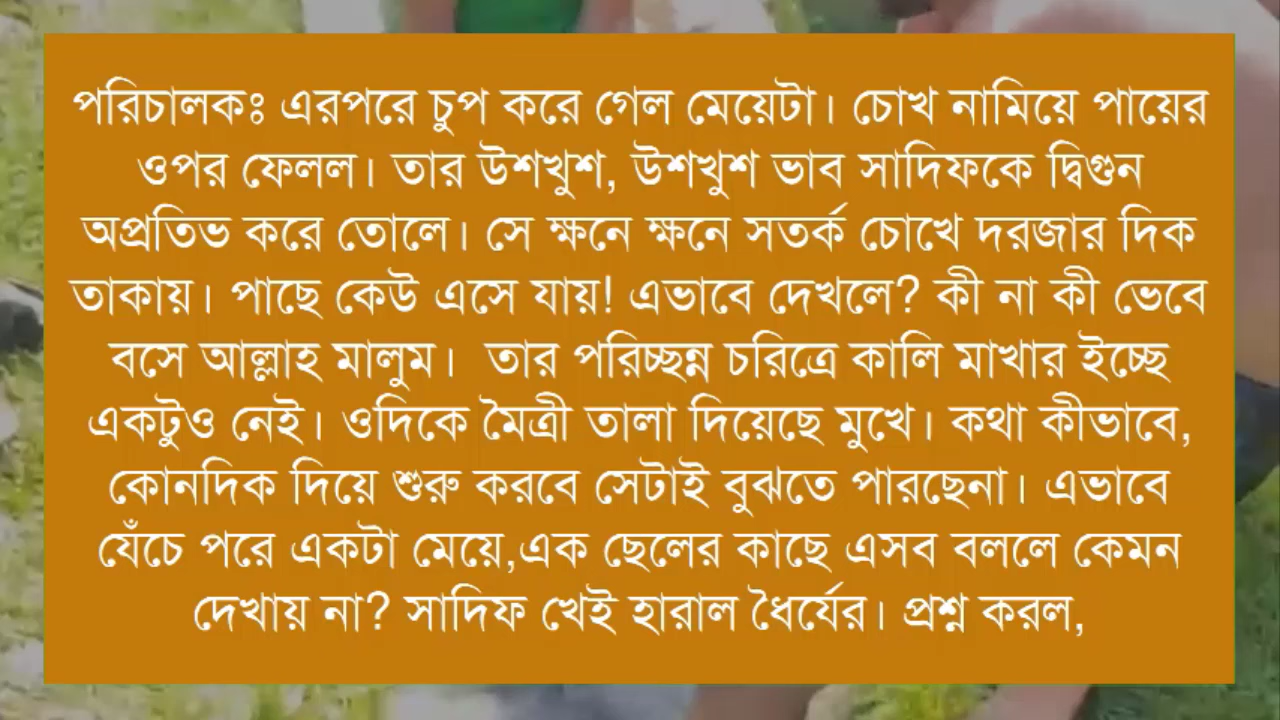 পরিচালকঃ এরপরে চুপ করে গেল মেয়েটা। চোখ নামিয়ে পায়ের
ওপর ফেলল। তার উশখুশ, উশখুশ ভাব সাদিফকে দ্বিগুন
অপ্রতিভ করে তোলে। সে ক্ষনে ক্ষনে সতর্ক চোখে দরজার দিক
তাকায়। পাছে কেউ এসে যায়! এভাবে দেখলে? কী না কী ভেবে
বসে আল্লাহ মালুম। তার পরিচ্ছন্ন চরিত্রে কালি মাখার ইচ্ছে
একটুও নেই। ওদিকে মৈত্রী তালা দিয়েছে মুখে। কথা কীভাবে,
কোনদিক দিয়ে শুরু করবে সেটাই বুঝতে পারছেনা। এভাবে
যেঁচে পরে একটা মেয়ে,এক ছেলের কাছে এসব বললে কেমন
দেখায় না? সাদিফ খেই হারাল ধৈর্যের। প্রশ্ন করল,